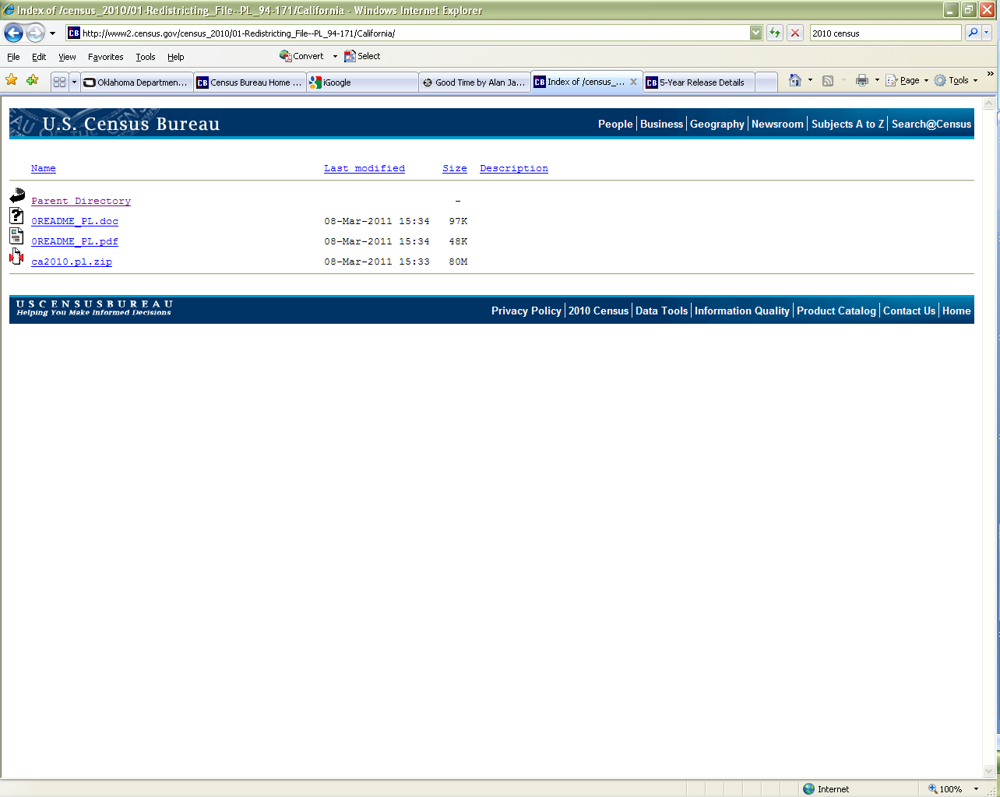 Index of /census_2010/01-Redistricting_File--PL_94-171/California - Windows Internet Explorer
CB http://www2.census.gov/census_2010/01-Redistricting_File--PL_94-171/California/ 2010 census
File Edit View Favorites Tools Help Convert Select
Oklahoma Departmen... CB Census Bureau Home ... iGoogle Good Time by Alan Ja... CB Index of /census_... CB 5-Year Release Details Page Tools »
U.S. Census Bureau People Business Geography Newsroom Subjects A to Z Search@Census
Name Last modified Size Description
Parent Directory -
0README_PL.doc 08-Mar-2011 15:34 97K
0README_PL.pdf 08-Mar-2011 15:34 48K
ca2010.pl.zip 08-Mar-2011 15:33 80M
USCENSUSBUREAU
Helping You Make Informed Decisions
Privacy Policy 2010 Census Data Tools Information Quality Product Catalog Contact Us Home
Internet 100%